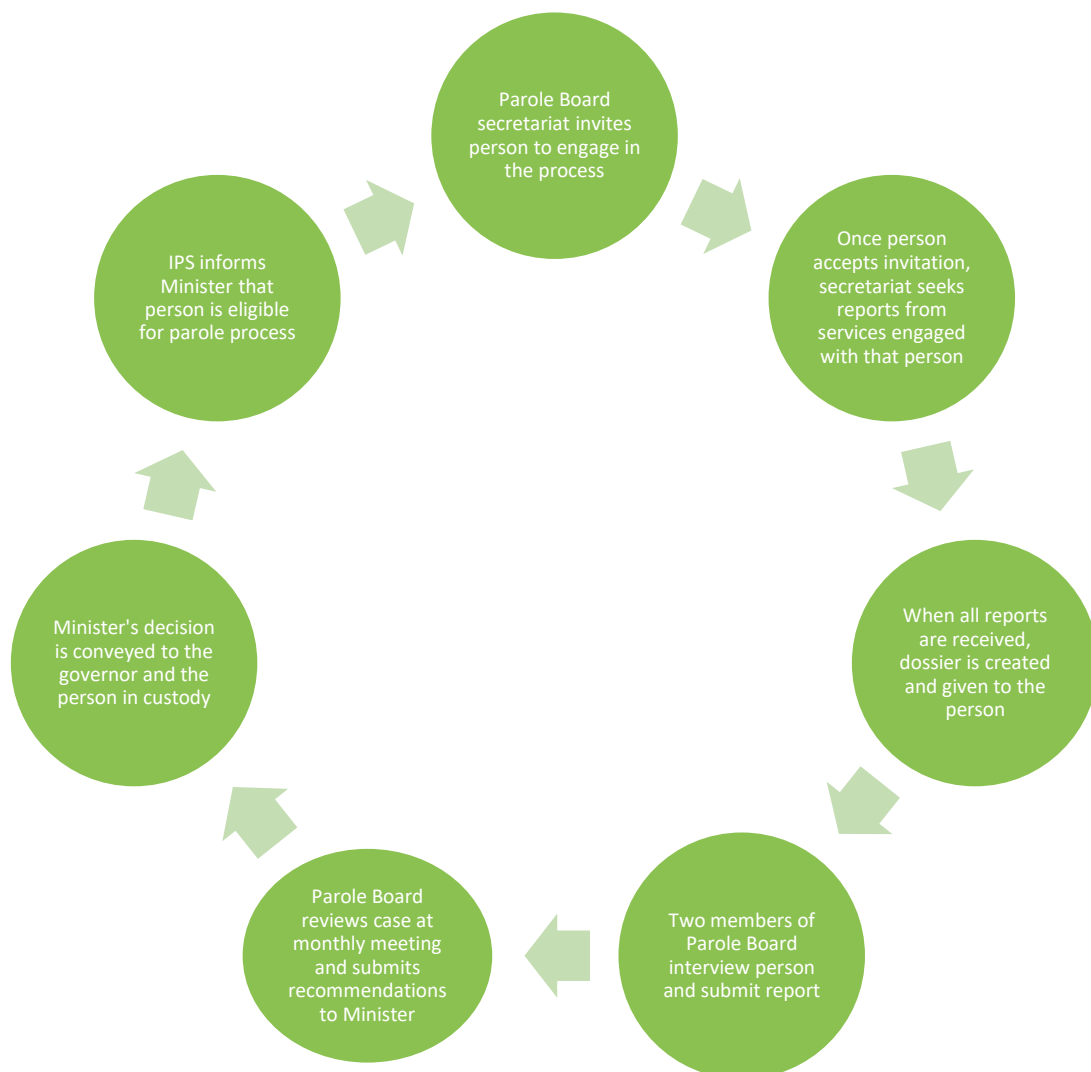 Parole Board
secretariat invites
person to engage in
the process
Once person
accepts invitation,
secretariat seeks
reports from
services engaged
with that person
When all reports
are received,
dossier is created
and given to the
person
Two members of
Parole Board
interview person
and submit report
Parole Board
reviews case at
monthly meeting
and submits
recommendations
to Minister
Minister's decision
is conveyed to the
governor and the
person in custody
IPS informs
Minister that
person is eligible
for parole process